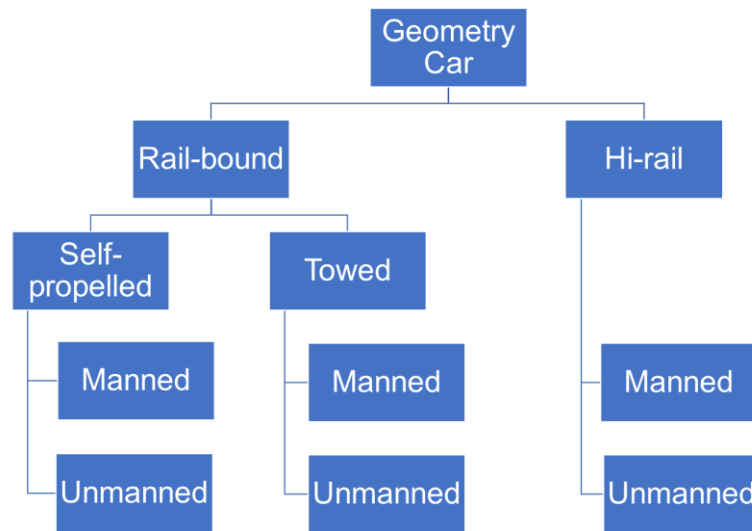 Geometry
Car
Rail-bound
Hi-rail
Self-
propelled
Towed
Manned
Manned
Manned
Unmanned
Unmanned
Unmanned